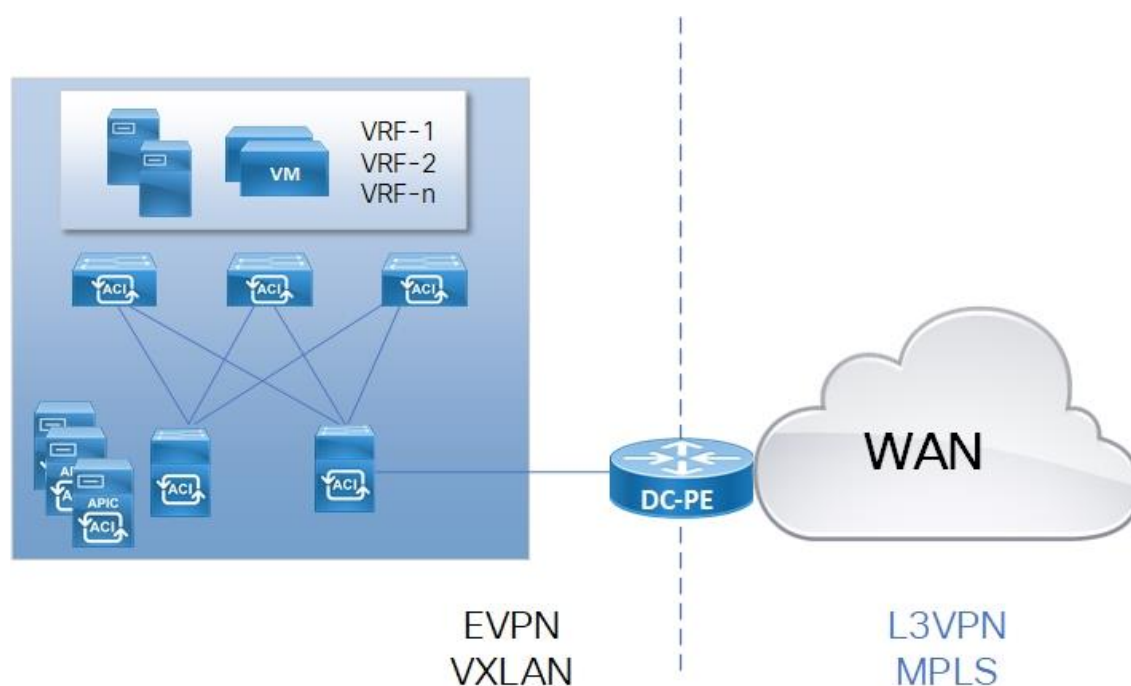 VRF-1
VM
VRF-2
VRF-n
ACI
ACI
ACI
APIC
ACI
ACI
ACI
DC-PE
WAN
EVPN
VXLAN
L3VPN
MPLS